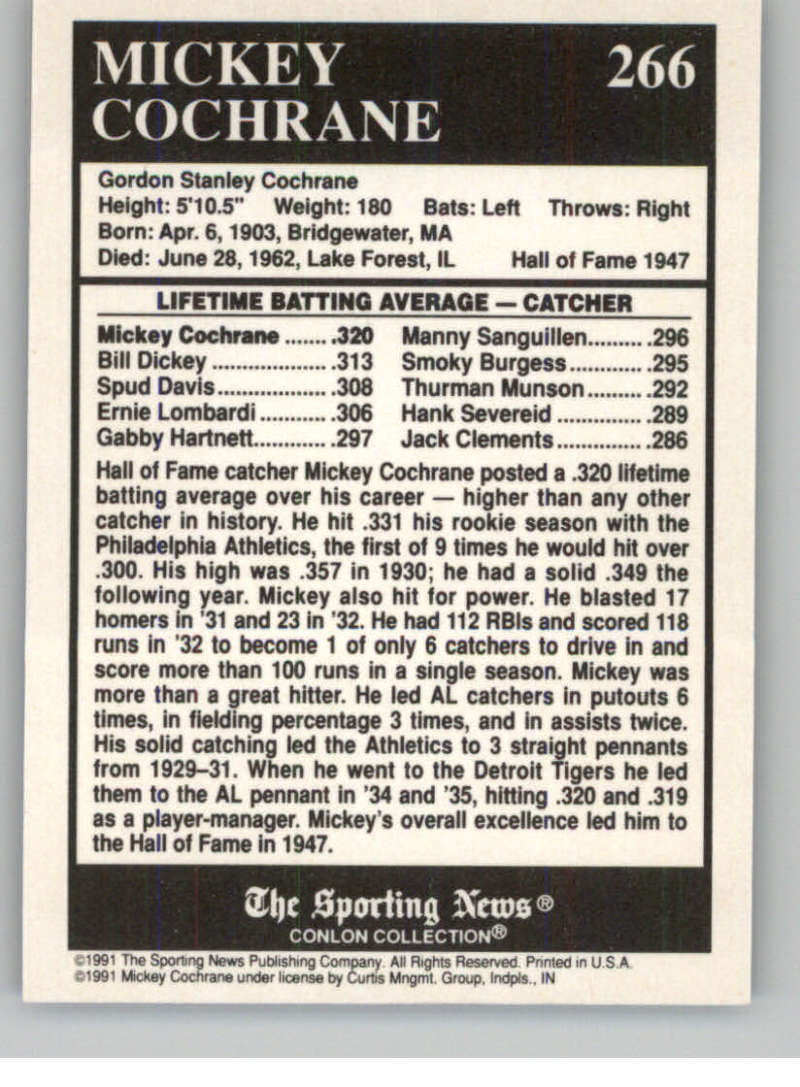 MICKEY 266
COCHRANE
Gordon Stanley Cochrane
Height: 5'10.5" Weight: 180 Bats: Left Throws: Right
Born: Apr. 6, 1903, Bridgewater, MA
Died: June 28, 1962, Lake Forest, IL Hall of Fame 1947
LIFETIME BATTING AVERAGE — CATCHER
Mickey Cochrane ....... .320 Manny Sanguillen......... .296
Bill Dickey ................... .313 Smoky Burgess............ .295
Spud Davis.................. .308 Thurman Munson......... .292
Ernie Lombardi ........... .306 Hank Severeid .............. .289
Gabby Hartnett............ .297 Jack Clements.............. .286
Hall of Fame catcher Mickey Cochrane posted a .320 lifetime
batting average over his career — higher than any other
catcher in history. He hit .331 his rookie season with the
Philadelphia Athletics, the first of 9 times he would hit over
.300. His high was .357 in 1930; he had a solid .349 the
following year. Mickey also hit for power. He blasted 17
homers in '31 and 23 in '32. He had 112 RBIs and scored 118
runs in '32 to become 1 of only 6 catchers to drive in and
score more than 100 runs in a single season. Mickey was
more than a great hitter. He led AL catchers in putouts 6
times, in fielding percentage 3 times, and in assists twice.
His solid catching led the Athletics to 3 straight pennants
from 1929–31. When he went to the Detroit Tigers he led
them to the AL pennant in '34 and '35, hitting .320 and .319
as a player-manager. Mickey's overall excellence led him to
the Hall of Fame in 1947.
The Sporting News®
CONLON COLLECTION®
©1991 The Sporting News Publishing Company. All Rights Reserved. Printed in U.S.A.
©1991 Mickey Cochrane under license by Curtis Mngmt. Group, Indpls., IN